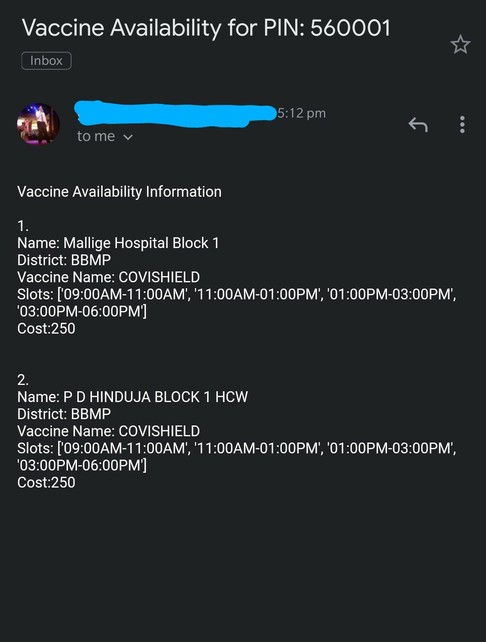 Vaccine Availability for PIN: 560001
Inbox
5:12 pm
to me
Vaccine Availability Information
1.
Name: Mallige Hospital Block 1
District: BBMP
Vaccine Name: COVISHIELD
Slots: ['09:00AM-11:00AM', '11:00AM-01:00PM', '01:00PM-03:00PM',
'03:00PM-06:00PM']
Cost:250
2.
Name: P D HINDUJA BLOCK 1 HCW
District: BBMP
Vaccine Name: COVISHIELD
Slots: ['09:00AM-11:00AM', '11:00AM-01:00PM', '01:00PM-03:00PM',
'03:00PM-06:00PM']
Cost:250